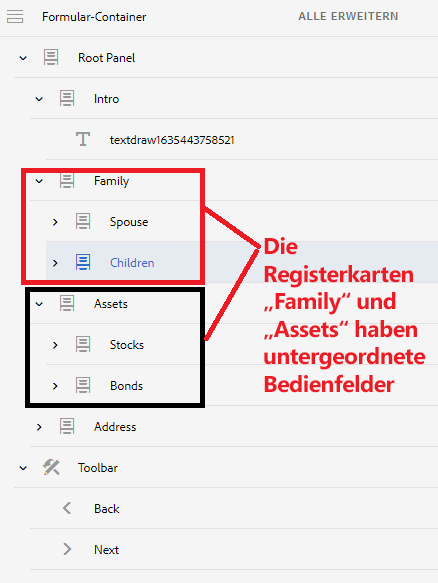 Formular-Container
ALLE ERWEITERN
Root Panel
Intro
textdraw1635443758521
Family
Spouse
Children
Assets
Stocks
Bonds
Address
Toolbar
Back
Next
Die
Registerkarten
„Family“ und
„Assets“ haben
untergeordnete
Bedienfelder